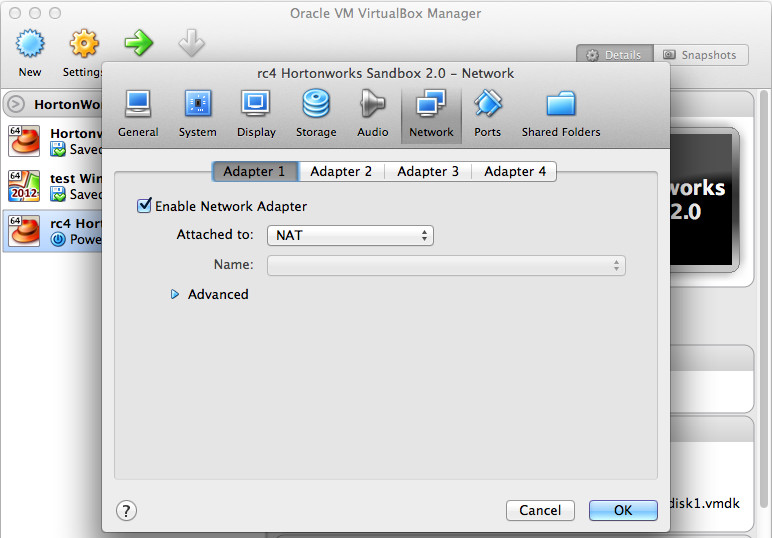 Oracle VM VirtualBox Manager
New
Settings
Details
Snapshots
rc4 Hortonworks Sandbox 2.0 – Network
General System Display Storage Audio Network Ports Shared Folders
HortonWo
64
Hortonw
Saved
64
2012
test Win
Saved
64
rc4 Hort
Powe
Adapter 1 Adapter 2 Adapter 3 Adapter 4
Enable Network Adapter
Attached to: NAT
Name:
Advanced
works
2.0
disk1.vmdk
?
Cancel
OK